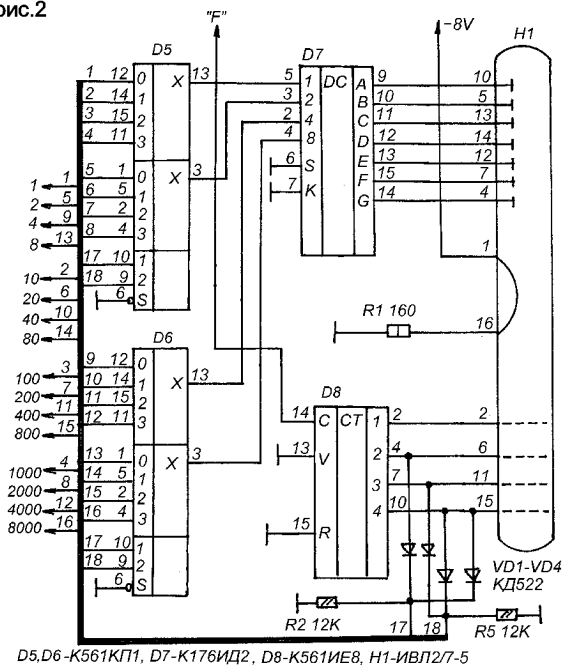 рис.2
"F"
-8V
H1
D5
1 12 0 X 13
2 14 1
3 15 2
4 11 3
5 1 0 X 3
6 5 1
7 2 2
8 4 3
17 10 1
18 9 2
6 S
D7
5 1 DC A 9 10
3 2 B 10 5
2 4 C 11 13
4 8 D 12 14
6 S E 13 12
7 K F 15 7
G 14 4
1
R1 160
16
1 1
2 5
4 9
8 13
10 2
20 6
40 10
80 14
100 3
200 7
400 11
800 15
1000 4
2000 8
4000 12
8000 16
D6
9 12 0 X 13
10 14 1
11 15 2
12 11 3
13 1 0 X 3
14 5 1
15 2 2
16 4 3
17 10 1
18 9 2
6 S
D8
14 C CT 1 2 2
13 V 2 4 6
3 7 11
15 R 4 10 15
VD1-VD4
КД522
R2 12K
17 18
R5 12K
D5,D6-К561КП1, D7-К176ИД2, D8-К561ИЕ8, H1-ИВЛ2/7-5